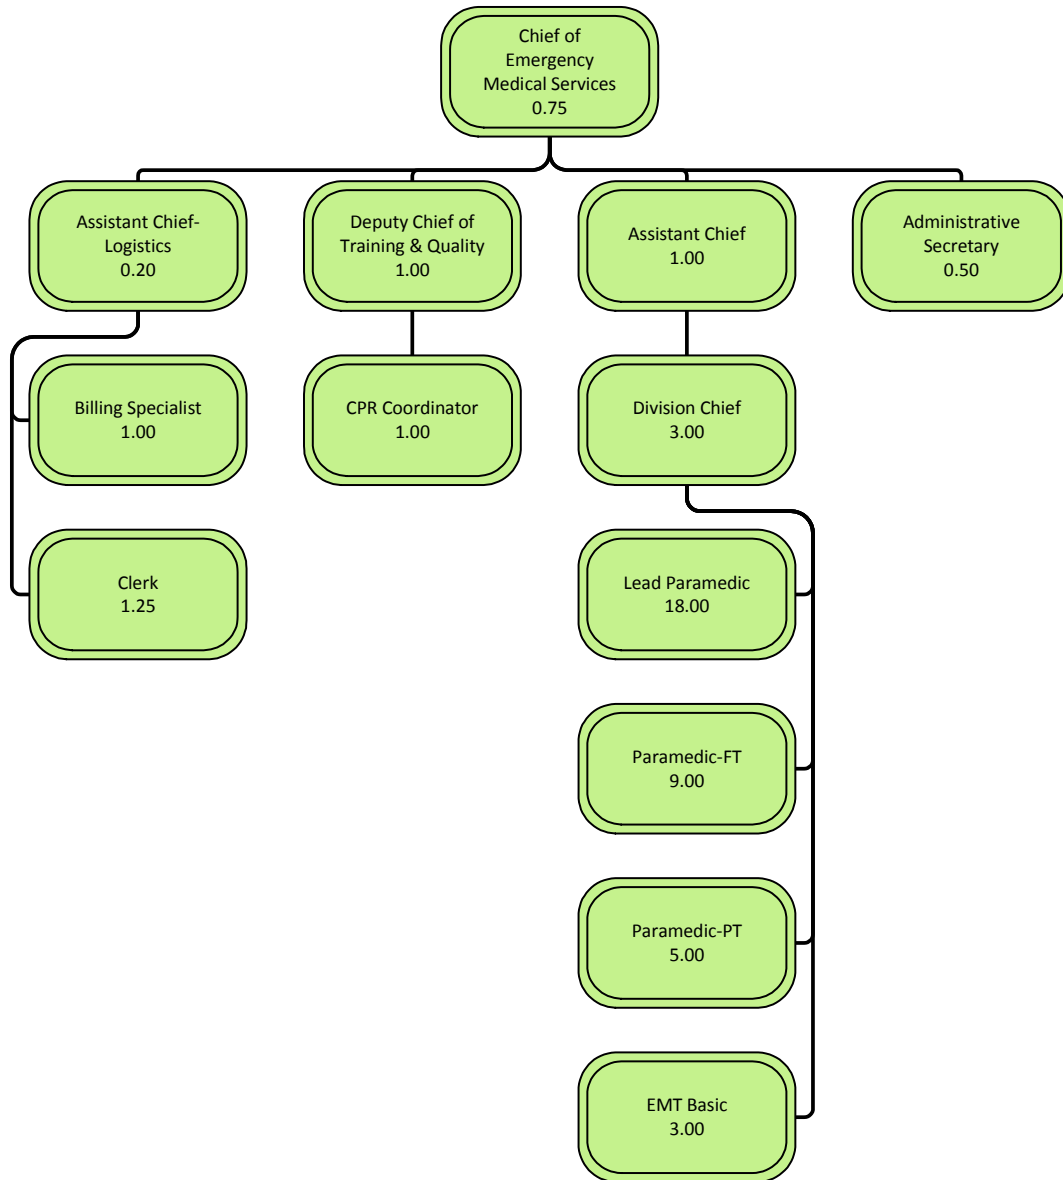 Chief of
Emergency
Medical Services
0.75
Assistant Chief-
Logistics
0.20
Deputy Chief of
Training & Quality
1.00
Assistant Chief
1.00
Administrative
Secretary
0.50
Billing Specialist
1.00
CPR Coordinator
1.00
Division Chief
3.00
Clerk
1.25
Lead Paramedic
18.00
Paramedic-FT
9.00
Paramedic-PT
5.00
EMT Basic
3.00